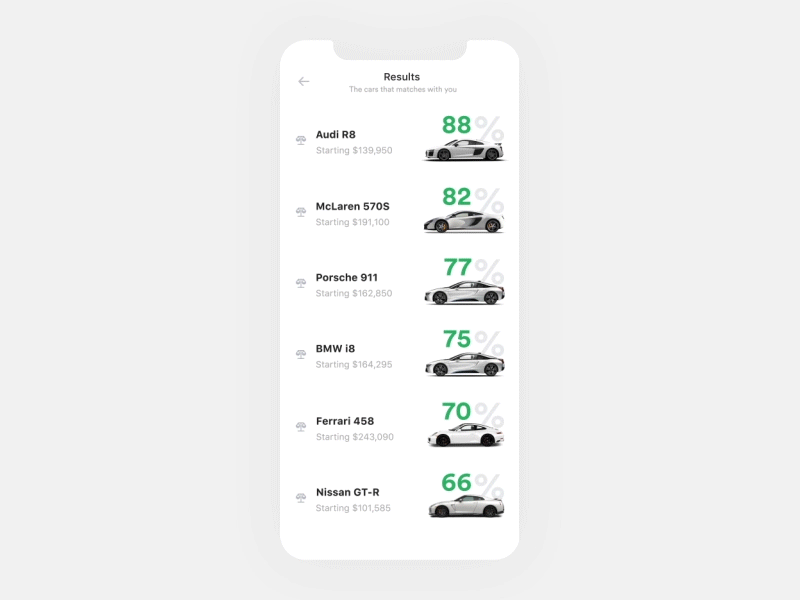 Results
The cars that matches with you
Audi R8
Starting $139,950
88%
McLaren 570S
Starting $191,100
82%
Porsche 911
Starting $162,850
77%
BMW i8
Starting $164,295
75%
Ferrari 458
Starting $243,090
70%
Nissan GT-R
Starting $101,585
66%